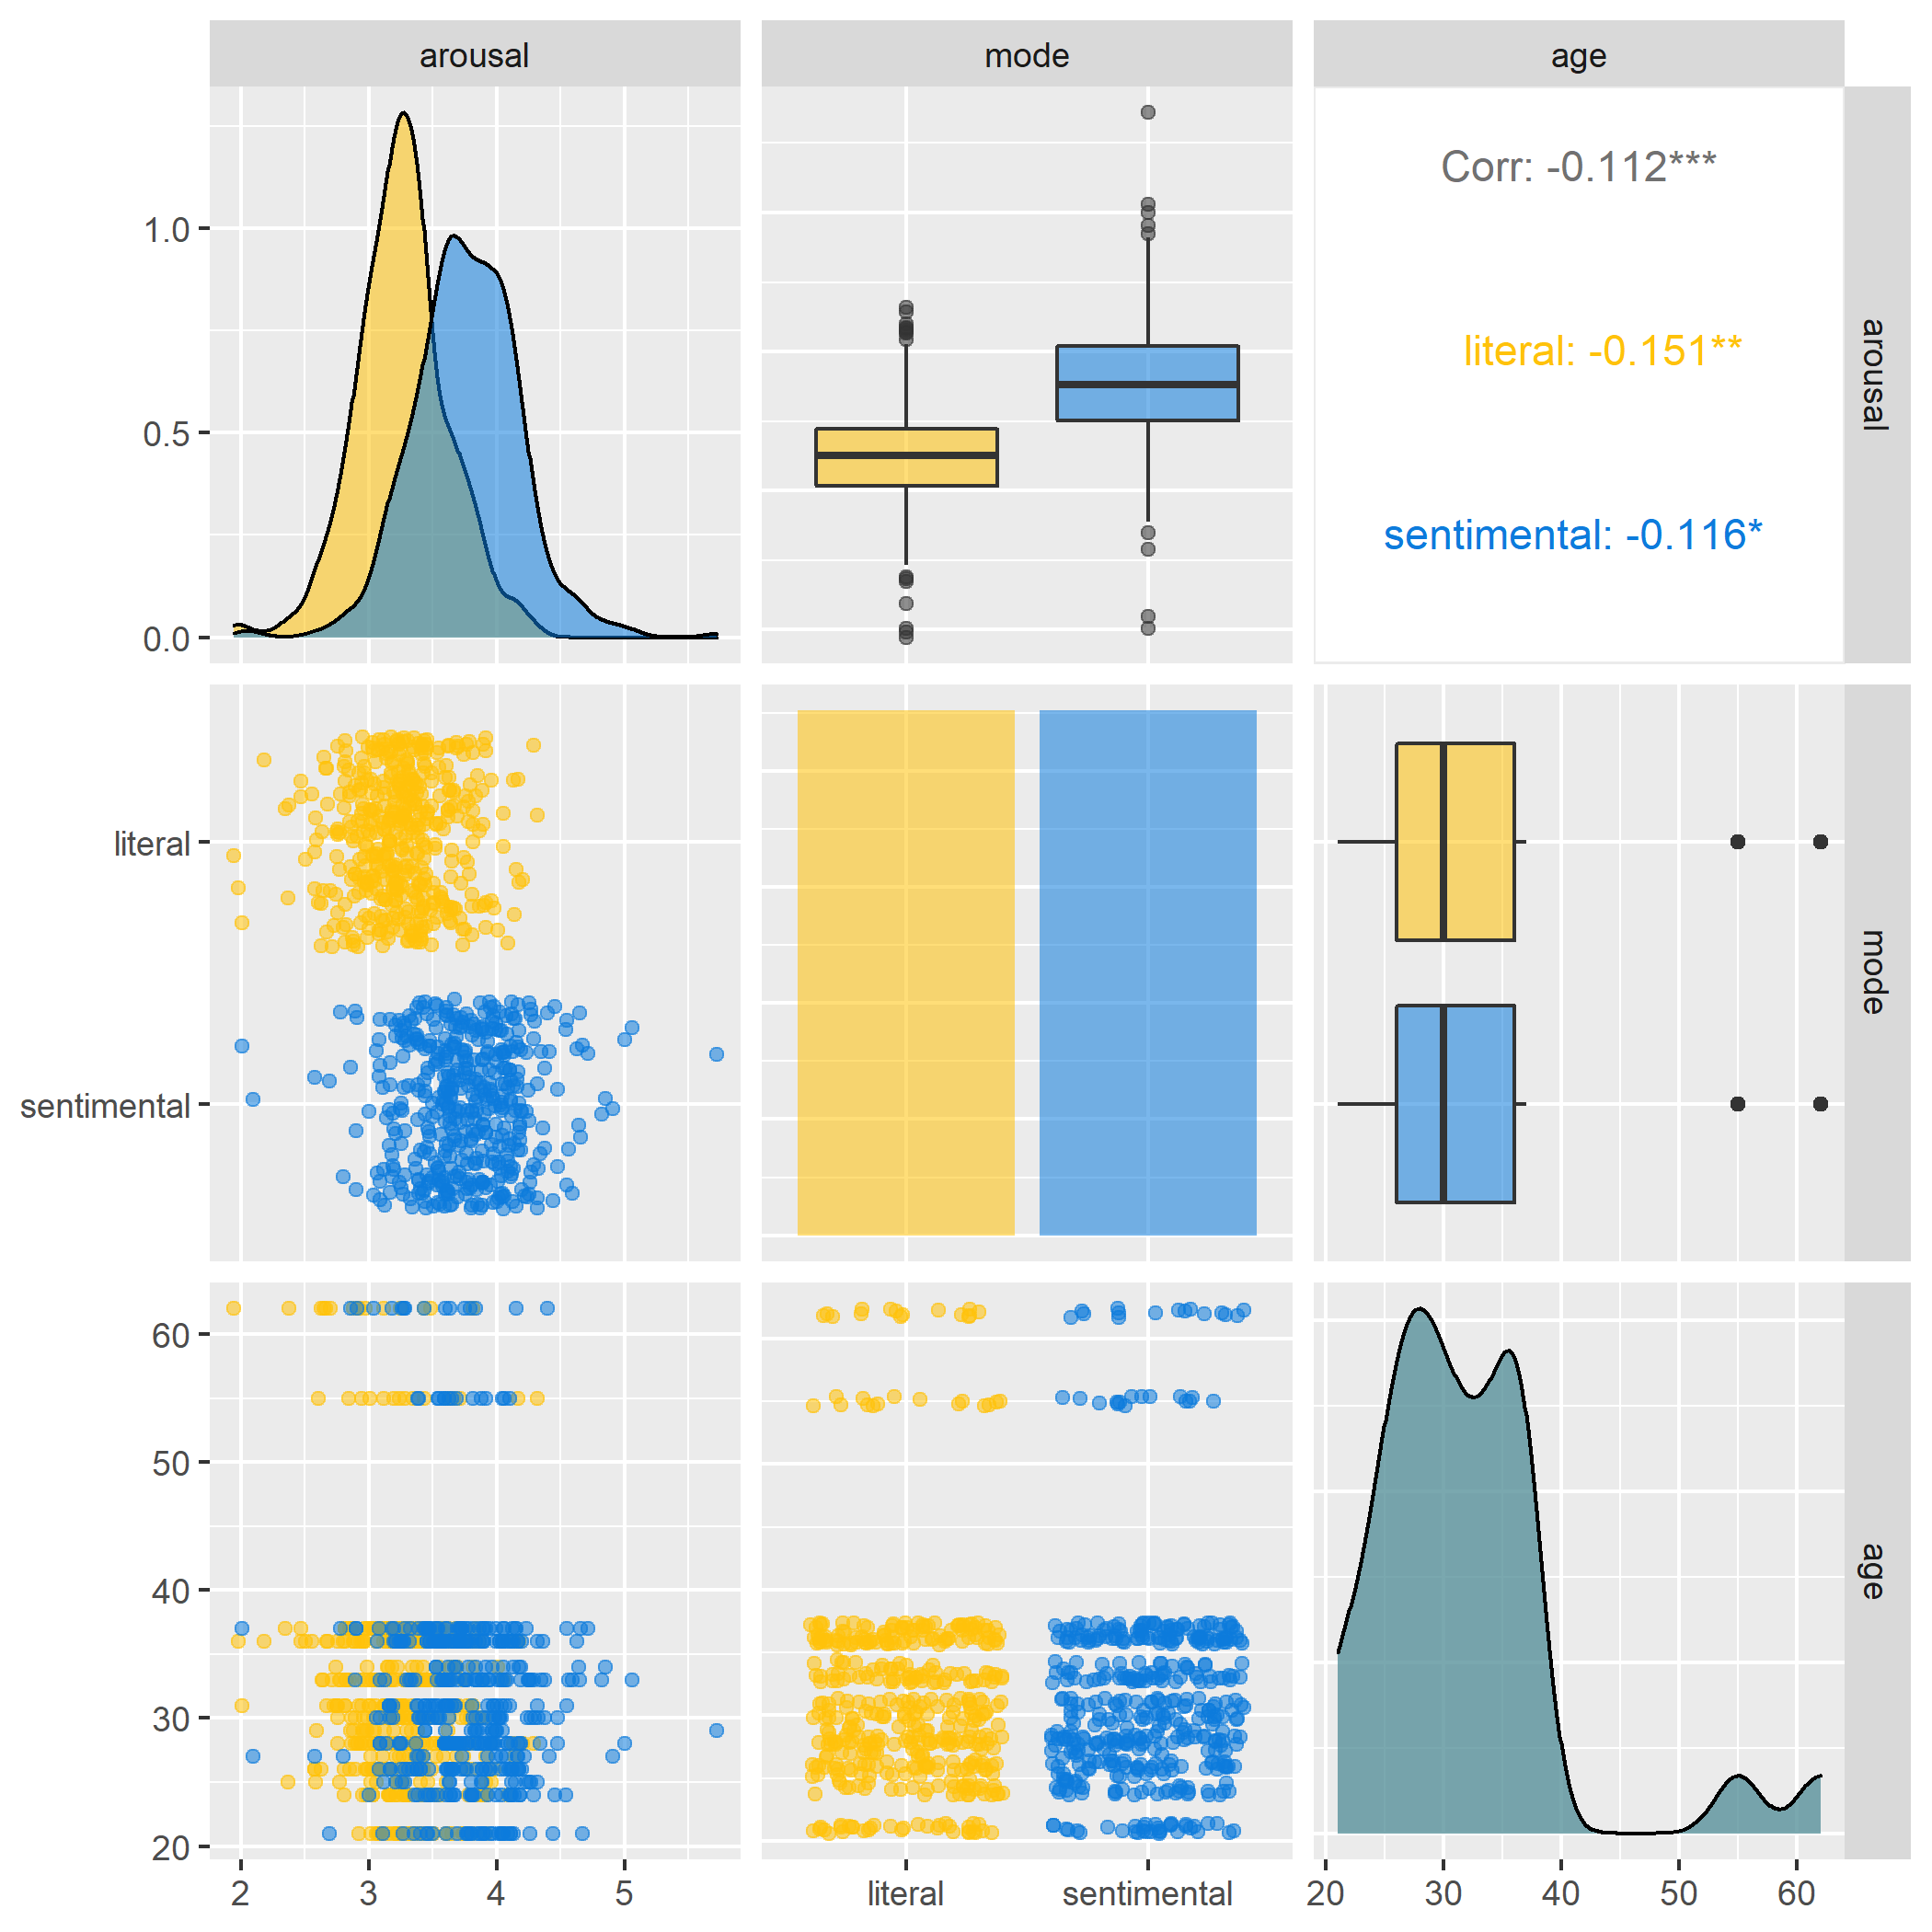 arousal mode age
Corr: -0.112***
literal: -0.151**
sentimental: -0.116*
arousal
1.0
0.5
0.0
literal
sentimental
mode
60
50
40
30
20
age
2 3 4 5 literal sentimental 20 30 40 50 60